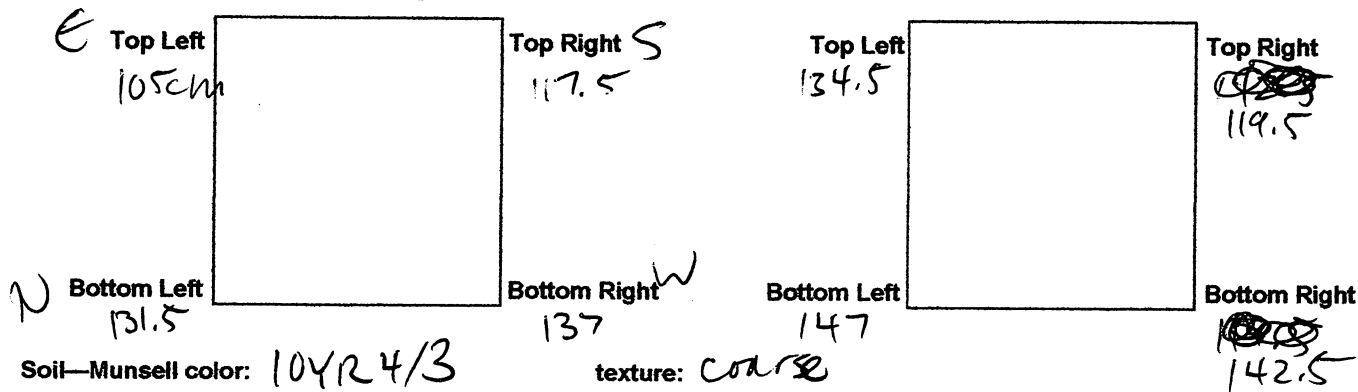 E Top Left Top Right S Top Left Top Right
105cm 117.5 134.5
119.5
N Bottom Left Bottom Right W Bottom Left Bottom Right
131.5 137 147
142.5
Soil—Munsell color: 10YR 4/3 texture: coarse